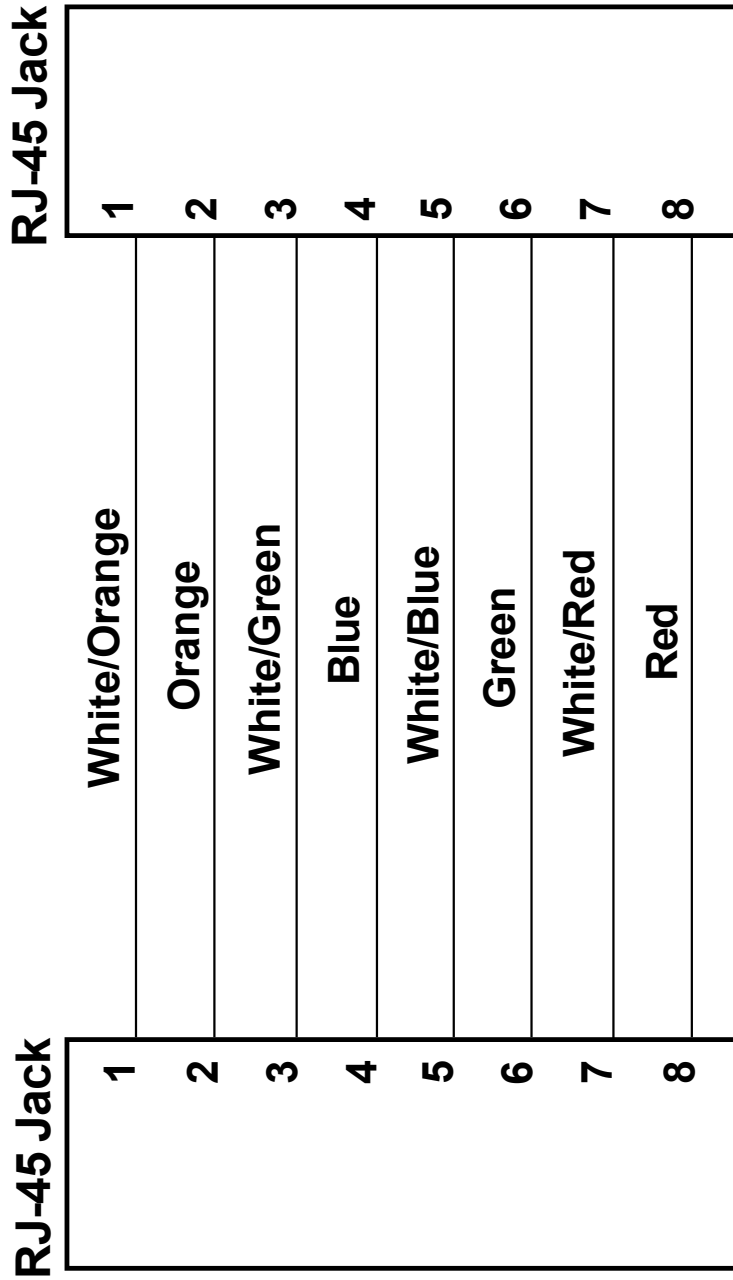 RJ-45 Jack RJ-45 Jack
1 White/Orange 1
2 Orange 2
3 White/Green 3
4 Blue 4
5 White/Blue 5
6 Green 6
7 White/Red 7
8 Red 8